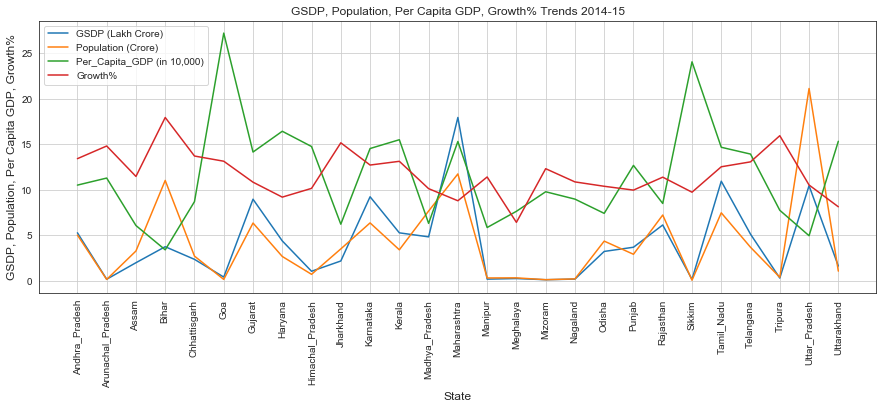 GSDP, Population, Per Capita GDP, Growth% Trends 2014-15
GSDP (Lakh Crore)
Population (Crore)
Per_Capita_GDP (in 10,000)
Growth%
GSDP, Population, Per Capita GDP, Growth%
25
20
15
10
5
0
Andhra_Pradesh
Arunachal_Pradesh
Assam
Bihar
Chhattisgarh
Goa
Gujarat
Haryana
Himachal_Pradesh
Jharkhand
Karnataka
Kerala
Madhya_Pradesh
Maharashtra
Manipur
Meghalaya
Mizoram
Nagaland
Odisha
Punjab
Rajasthan
Sikkim
Tamil_Nadu
Telangana
Tripura
Uttar_Pradesh
Uttarakhand
State